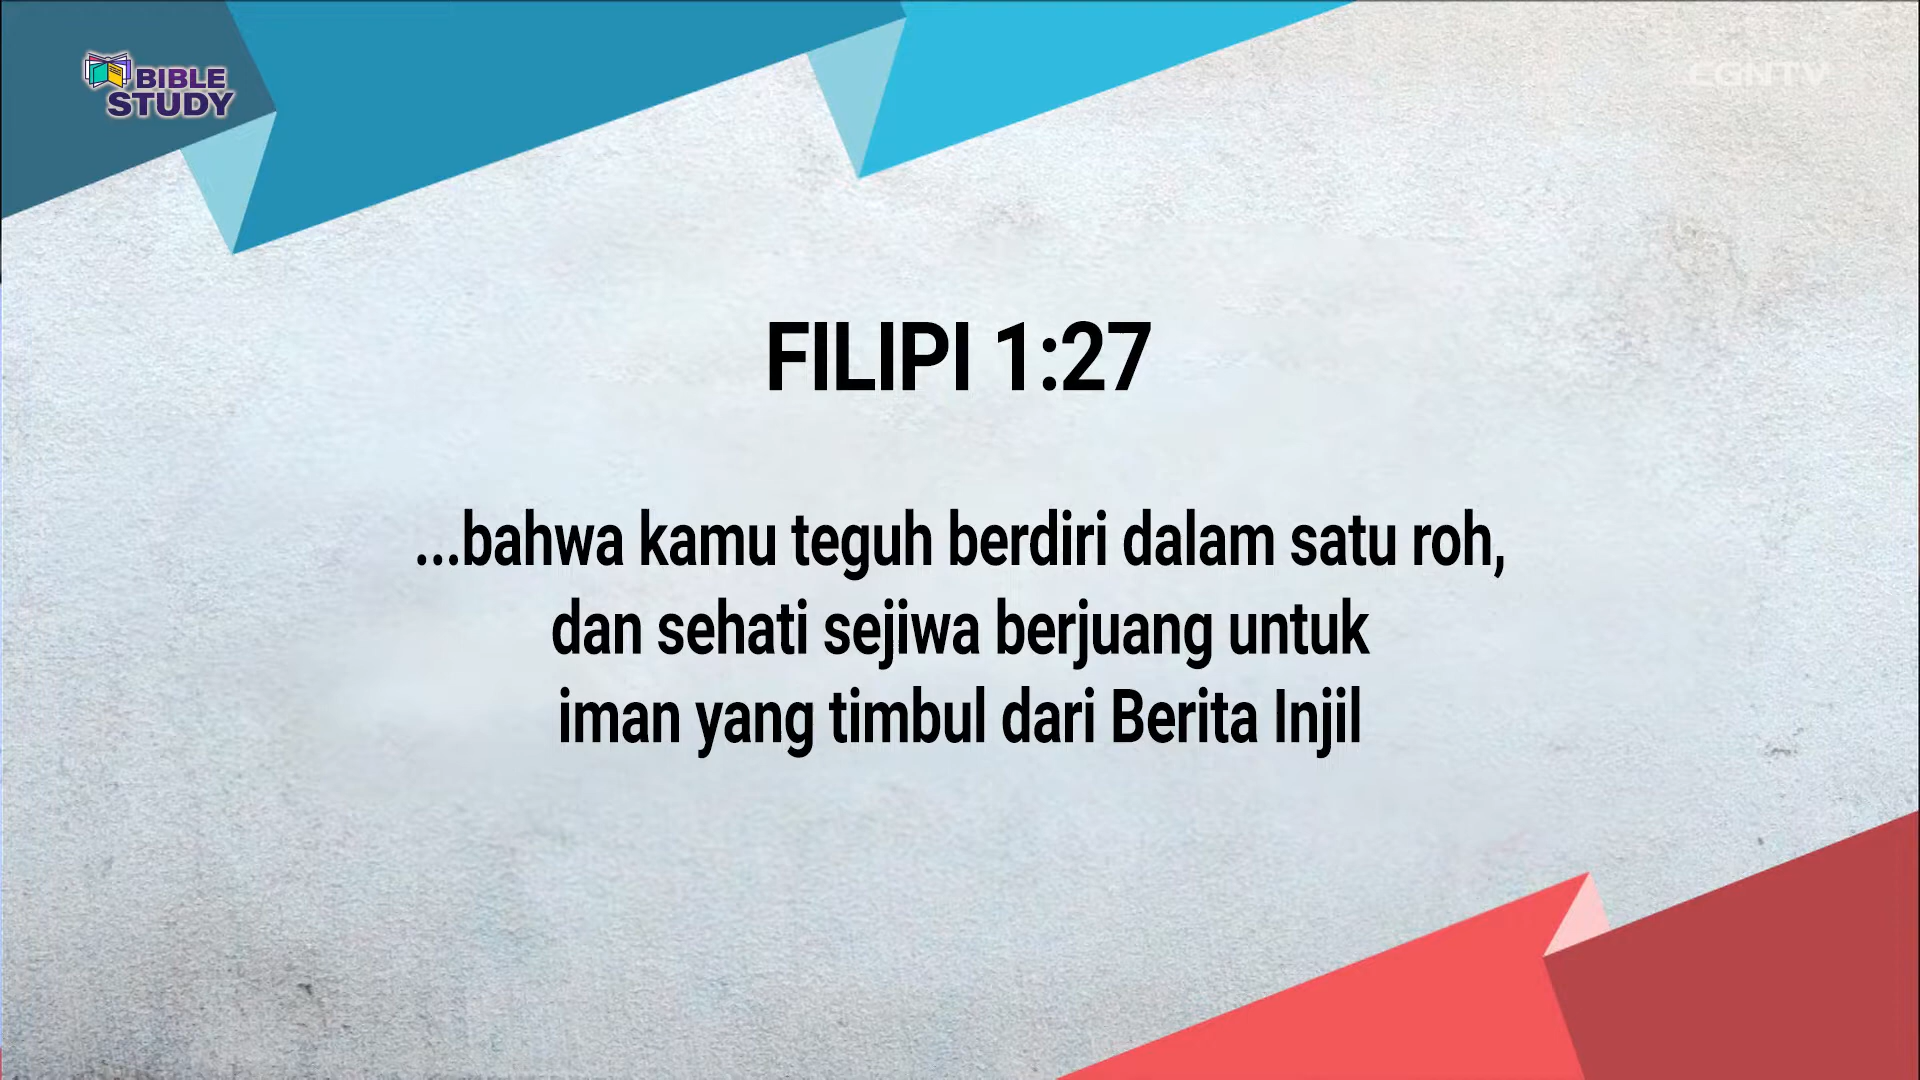 BIBLE
STUDY
CGNTV
FILIPI 1:27
...bahwa kamu teguh berdiri dalam satu roh,
dan sehati sejiwa berjuang untuk
iman yang timbul dari Berita Injil